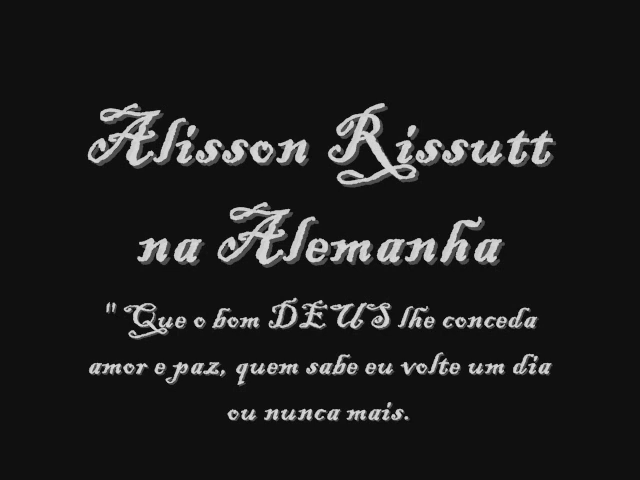 Alisson Rissutt
na Alemanha
" Que o bom DEUS lhe conceda
amor e paz, quem sabe eu volte um dia
ou nunca mais.